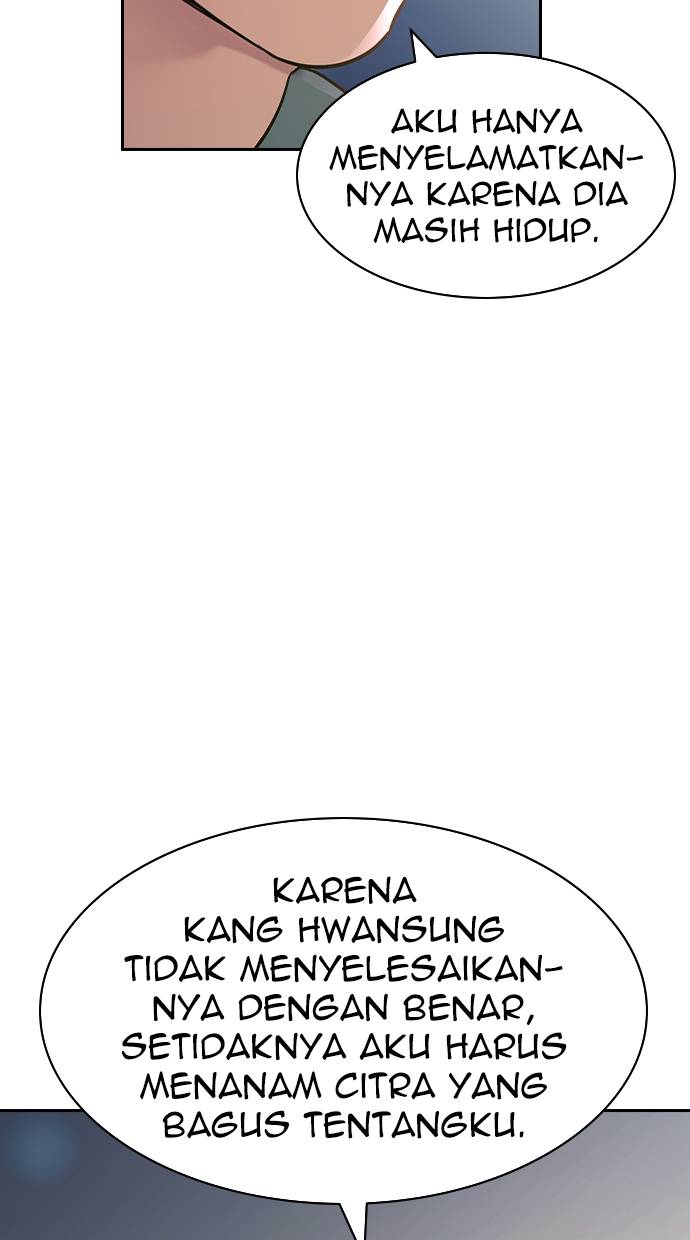 AKU HANYA
MENYELAMATKAN-
NYA KARENA DIA
MASIH HIDUP.
KARENA
KANG HWANSUNG
TIDAK MENYELESAIKAN-
NYA DENGAN BENAR,
SETIDAKNYA AKU HARUS
MENANAM CITRA YANG
BAGUS TENTANGKU.